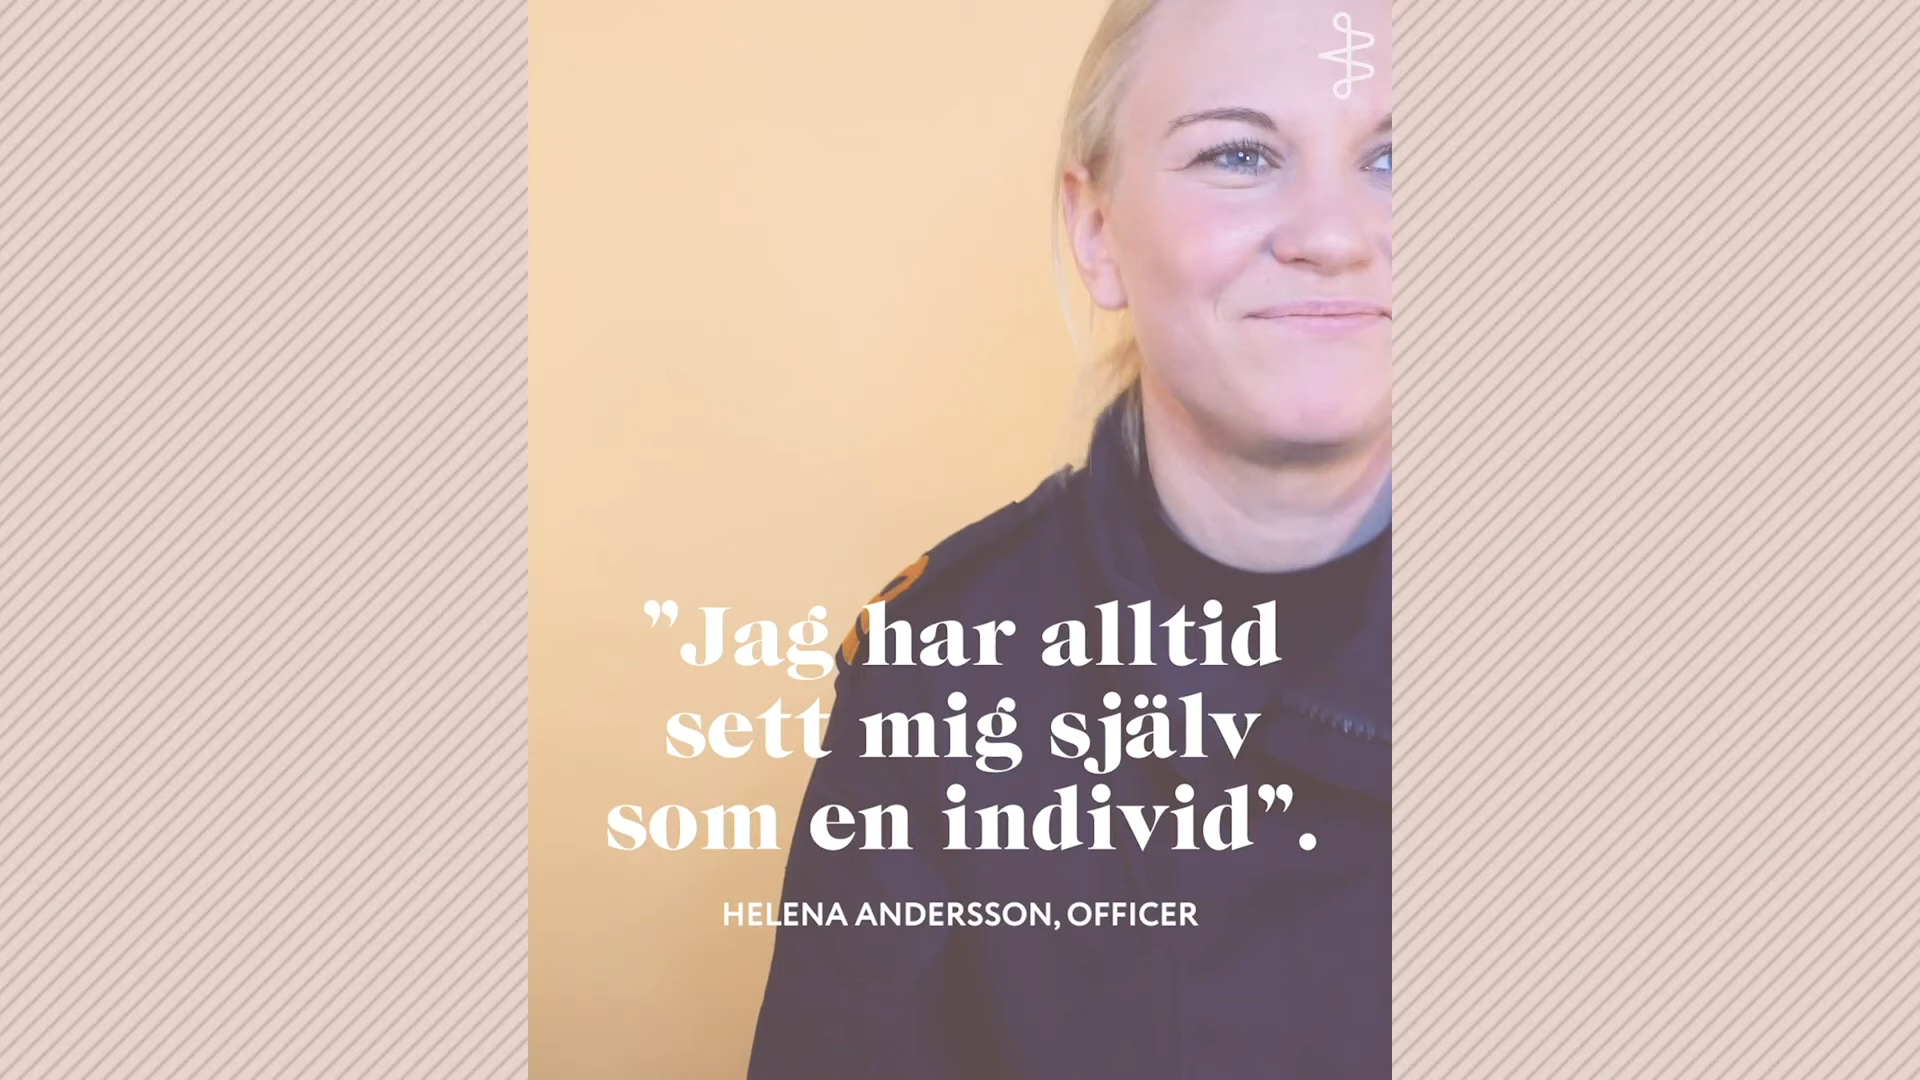 ”Jag har alltid
sett mig själv
som en individ”.
HELENA ANDERSSON, OFFICER